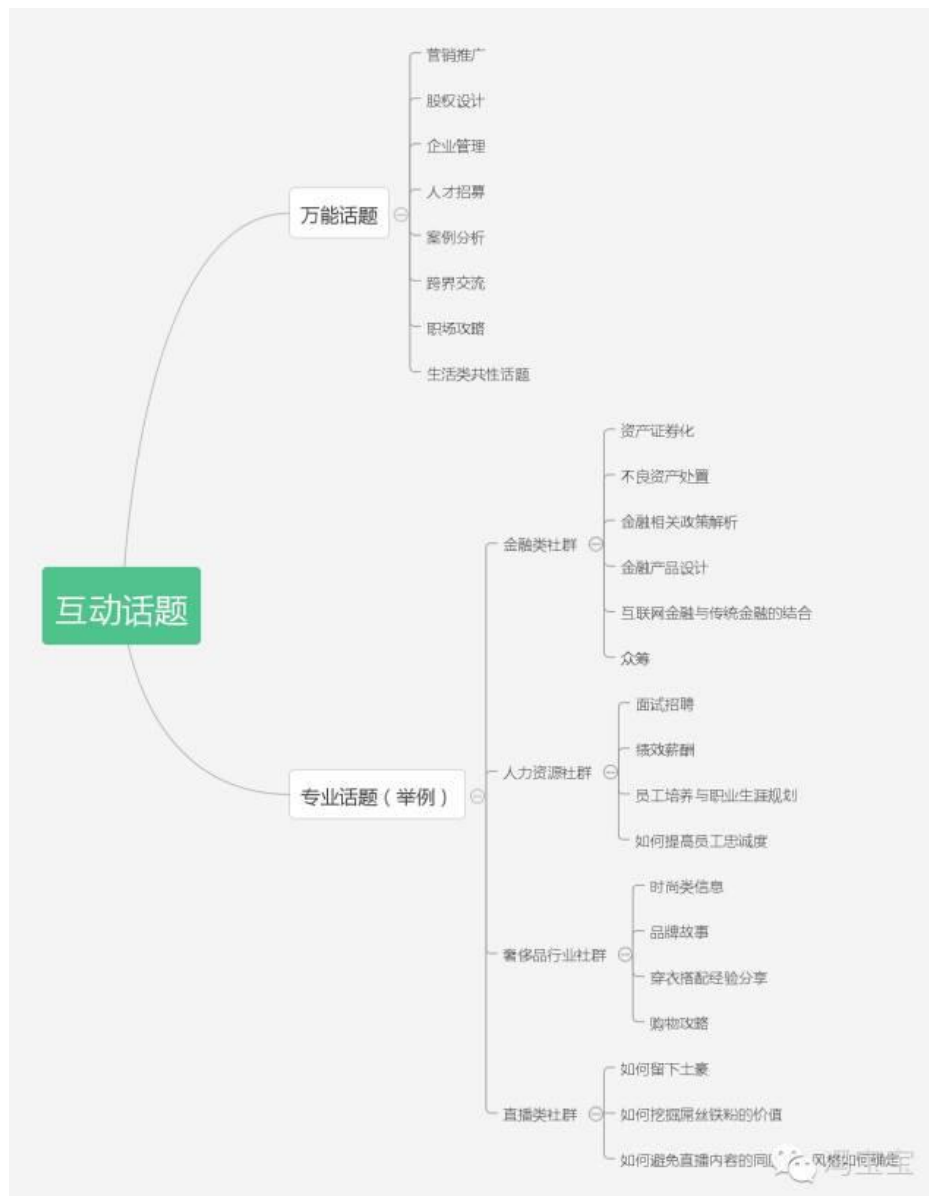 营销推广
股权设计
企业管理
人才招募
万能话题
案例分析
跨界交流
职场攻略
生活类共性话题
互动话题
专业话题（举例）
金融类社群
资产证券化
不良资产处置
金融相关政策解析
金融产品设计
互联网金融与传统金融的结合
众筹
人力资源社群
面试招聘
绩效薪酬
员工培养与职业生涯规划
如何提高员工忠诚度
奢侈品行业社群
时尚类信息
品牌故事
穿衣搭配经验分享
购物攻略
直播类社群
如何留下土豪
如何挖掘屌丝铁粉的价值
如何避免直播内容的同 风格如何确定
冯宝宝